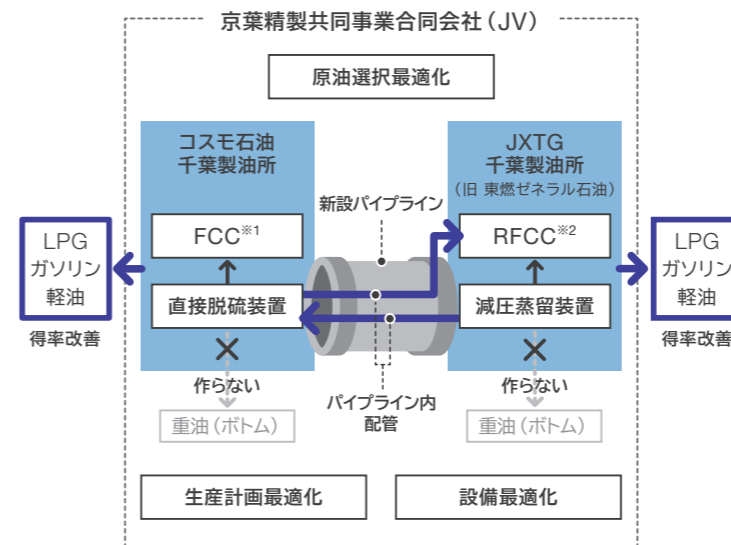 京葉精製共同事業合同会社（JV）
原油選択最適化
コスモ石油
千葉製油所
JXTG
千葉製油所
（旧 東燃ゼネラル石油）
新設パイプライン
LPG
ガソリン
軽油
得率改善
FCC※1
RFCC※2
LPG
ガソリン
軽油
得率改善
直接脱硫装置
減圧蒸留装置
作らない
作らない
パイプライン内
配管
重油（ボトム）
重油（ボトム）
生産計画最適化
設備最適化